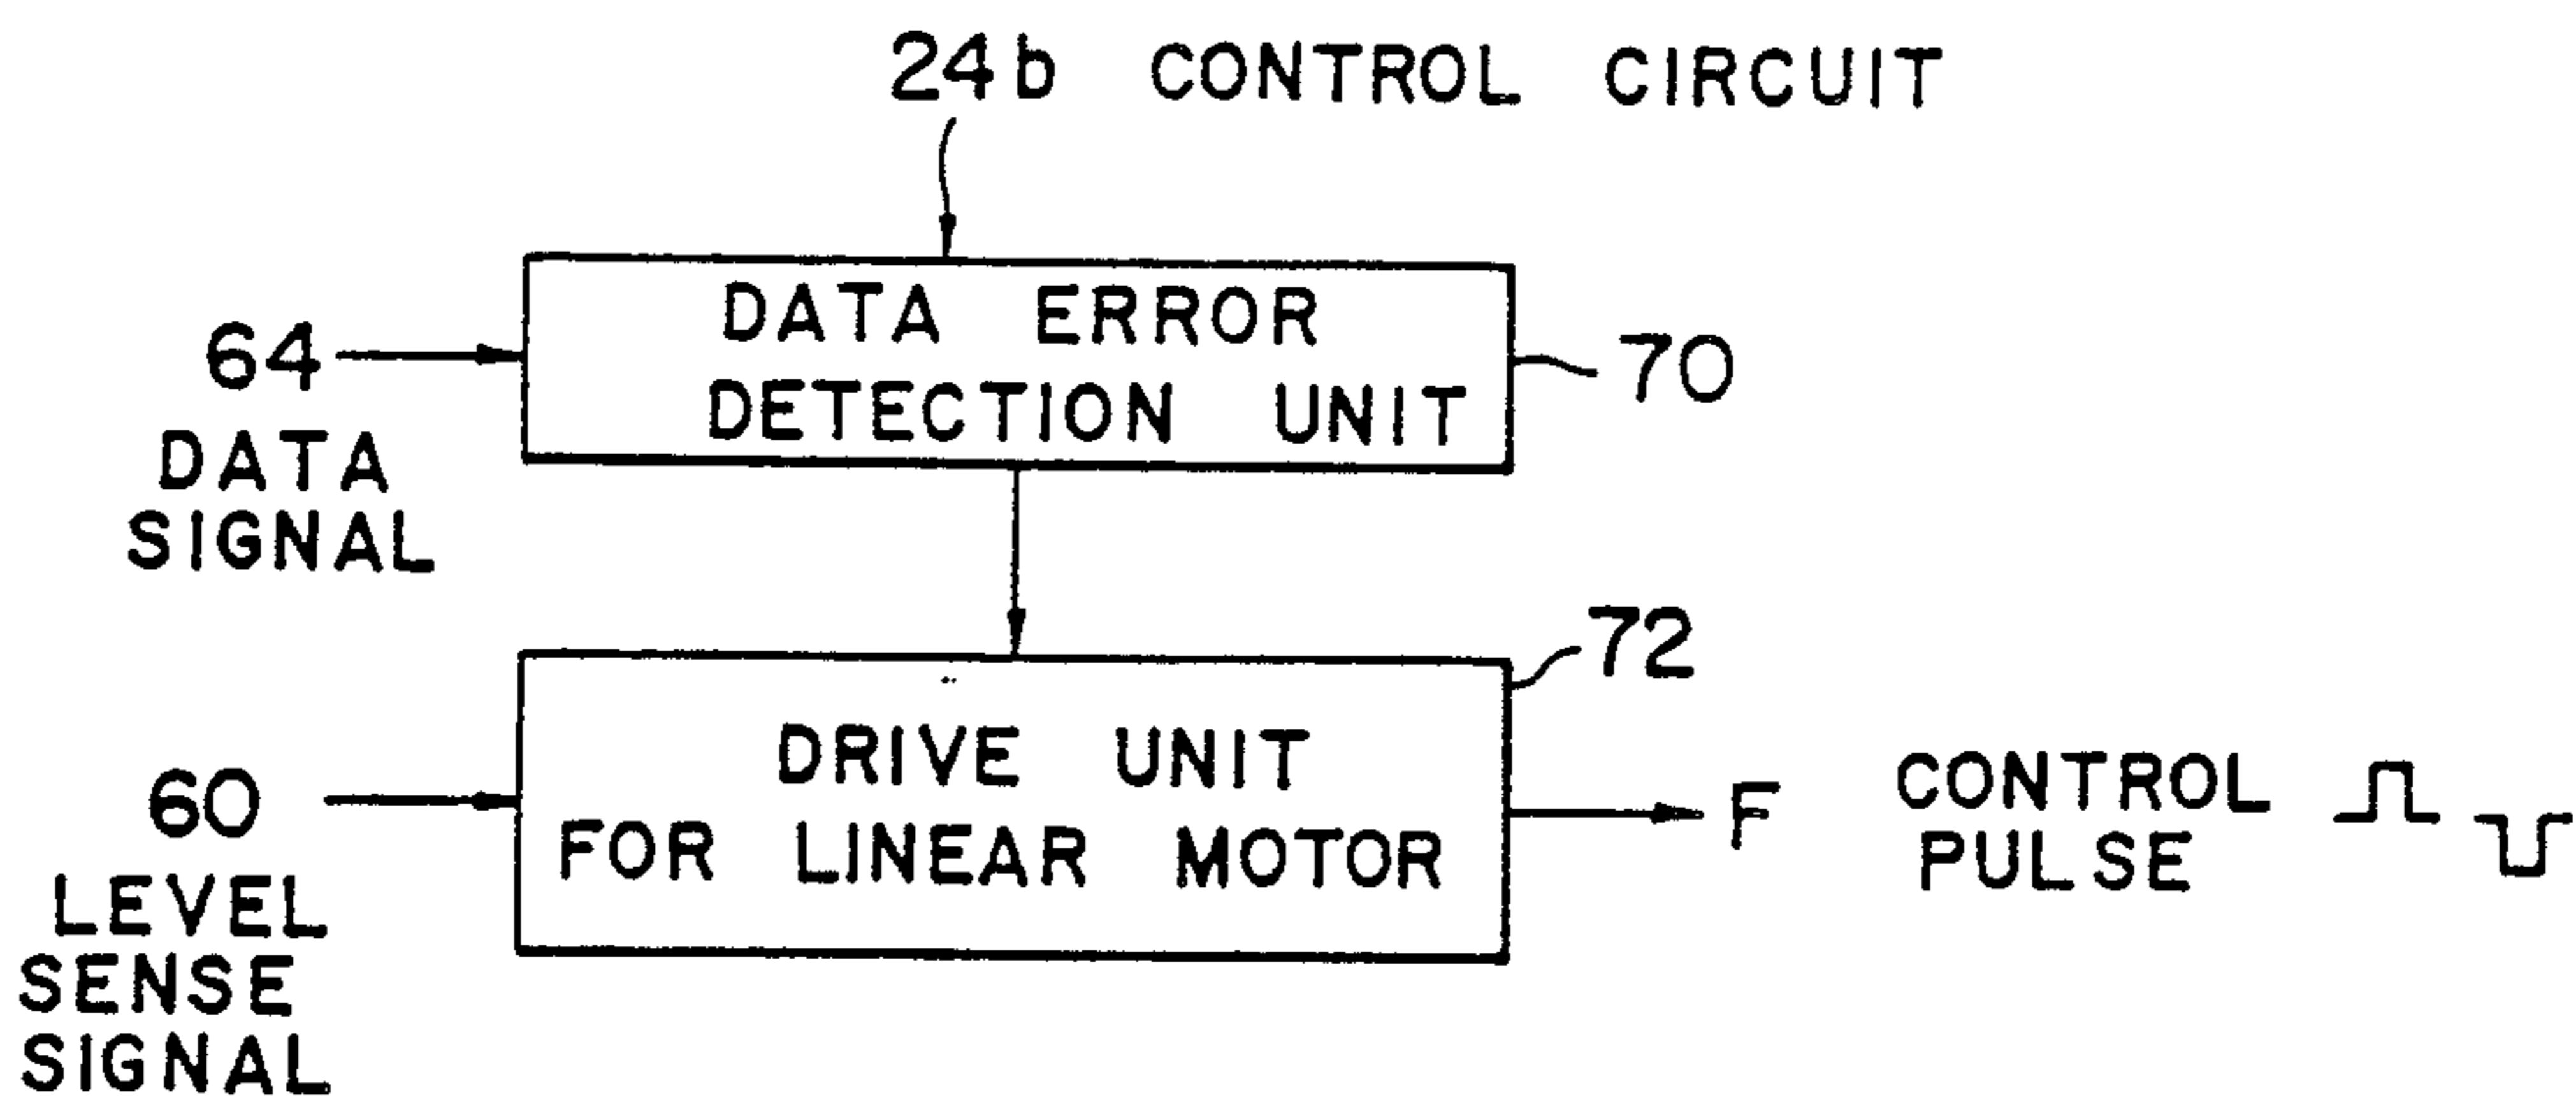 24b CONTROL CIRCUIT
DATA ERROR
DETECTION UNIT
64
DATA
SIGNAL
70
72
DRIVE UNIT
FOR LINEAR MOTOR
60
LEVEL
SENSE
SIGNAL
F
CONTROL
PULSE